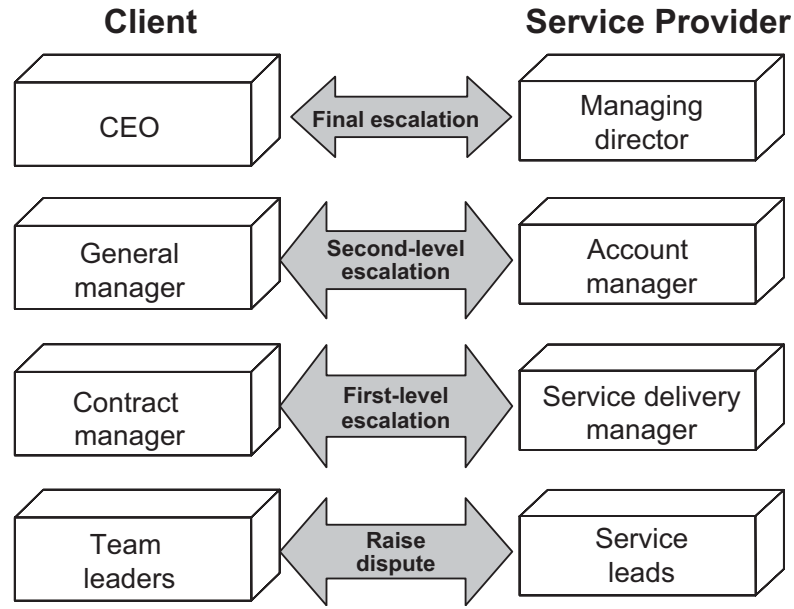 Client
Service Provider
CEO
Final escalation
Managing
director
General
manager
Second-level
escalation
Account
manager
Contract
manager
First-level
escalation
Service delivery
manager
Team
leaders
Raise
dispute
Service
leads